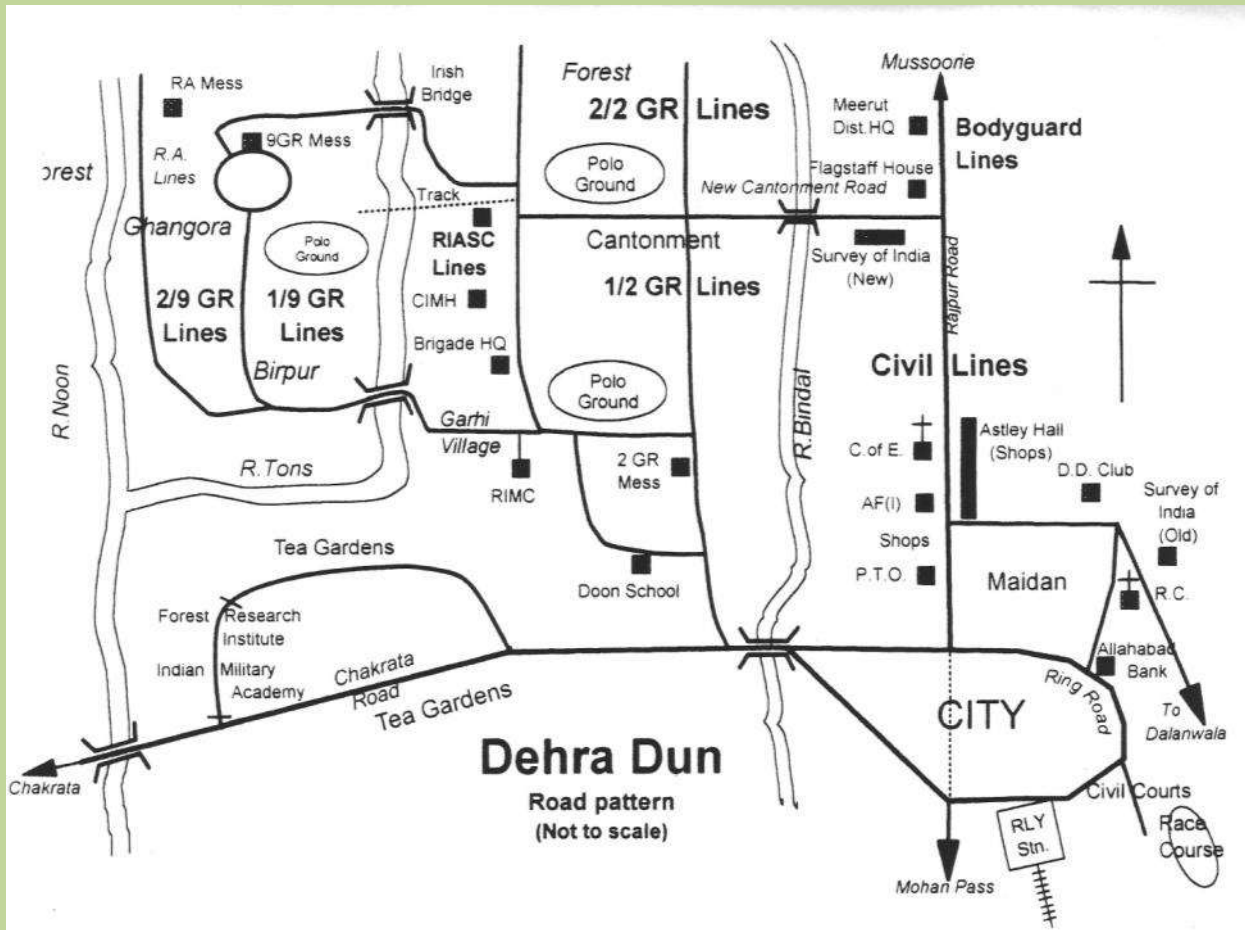 Mussoorie
RA Mess
Irish
Bridge
Forest
2/2 GR Lines
Meerut
Dist.HQ
Bodyguard
Lines
9GR Mess
R.A.
Lines
orest
Polo
Ground
Flagstaff House
New Cantonment Road
Track
Ghangora
Polo
Ground
RIASC
Lines
Cantonment
Survey of India
(New)
Rajpur Road
2/9 GR
Lines
1/9 GR
Lines
CIMH
1/2 GR Lines
Brigade HQ
Birpur
Polo
Ground
Civil Lines
R.Noon
R.Bindal
Garhi
Village
R.Tons
RIMC
2 GR
Mess
C.of E.
Astley Hall
(Shops)
D.D. Club
Survey of
India
(Old)
AF(I)
Shops
P.T.O.
Maidan
R.C.
Tea Gardens
Doon School
Forest Research
Institute
Indian Military
Academy
Chakrata
Road
Tea Gardens
Allahabad
Bank
Ring Road
CITY
To
Dalanwala
Chakrata
Dehra Dun
Road pattern
(Not to scale)
Civil Courts
RLY
Stn.
Race
Course
Mohan Pass